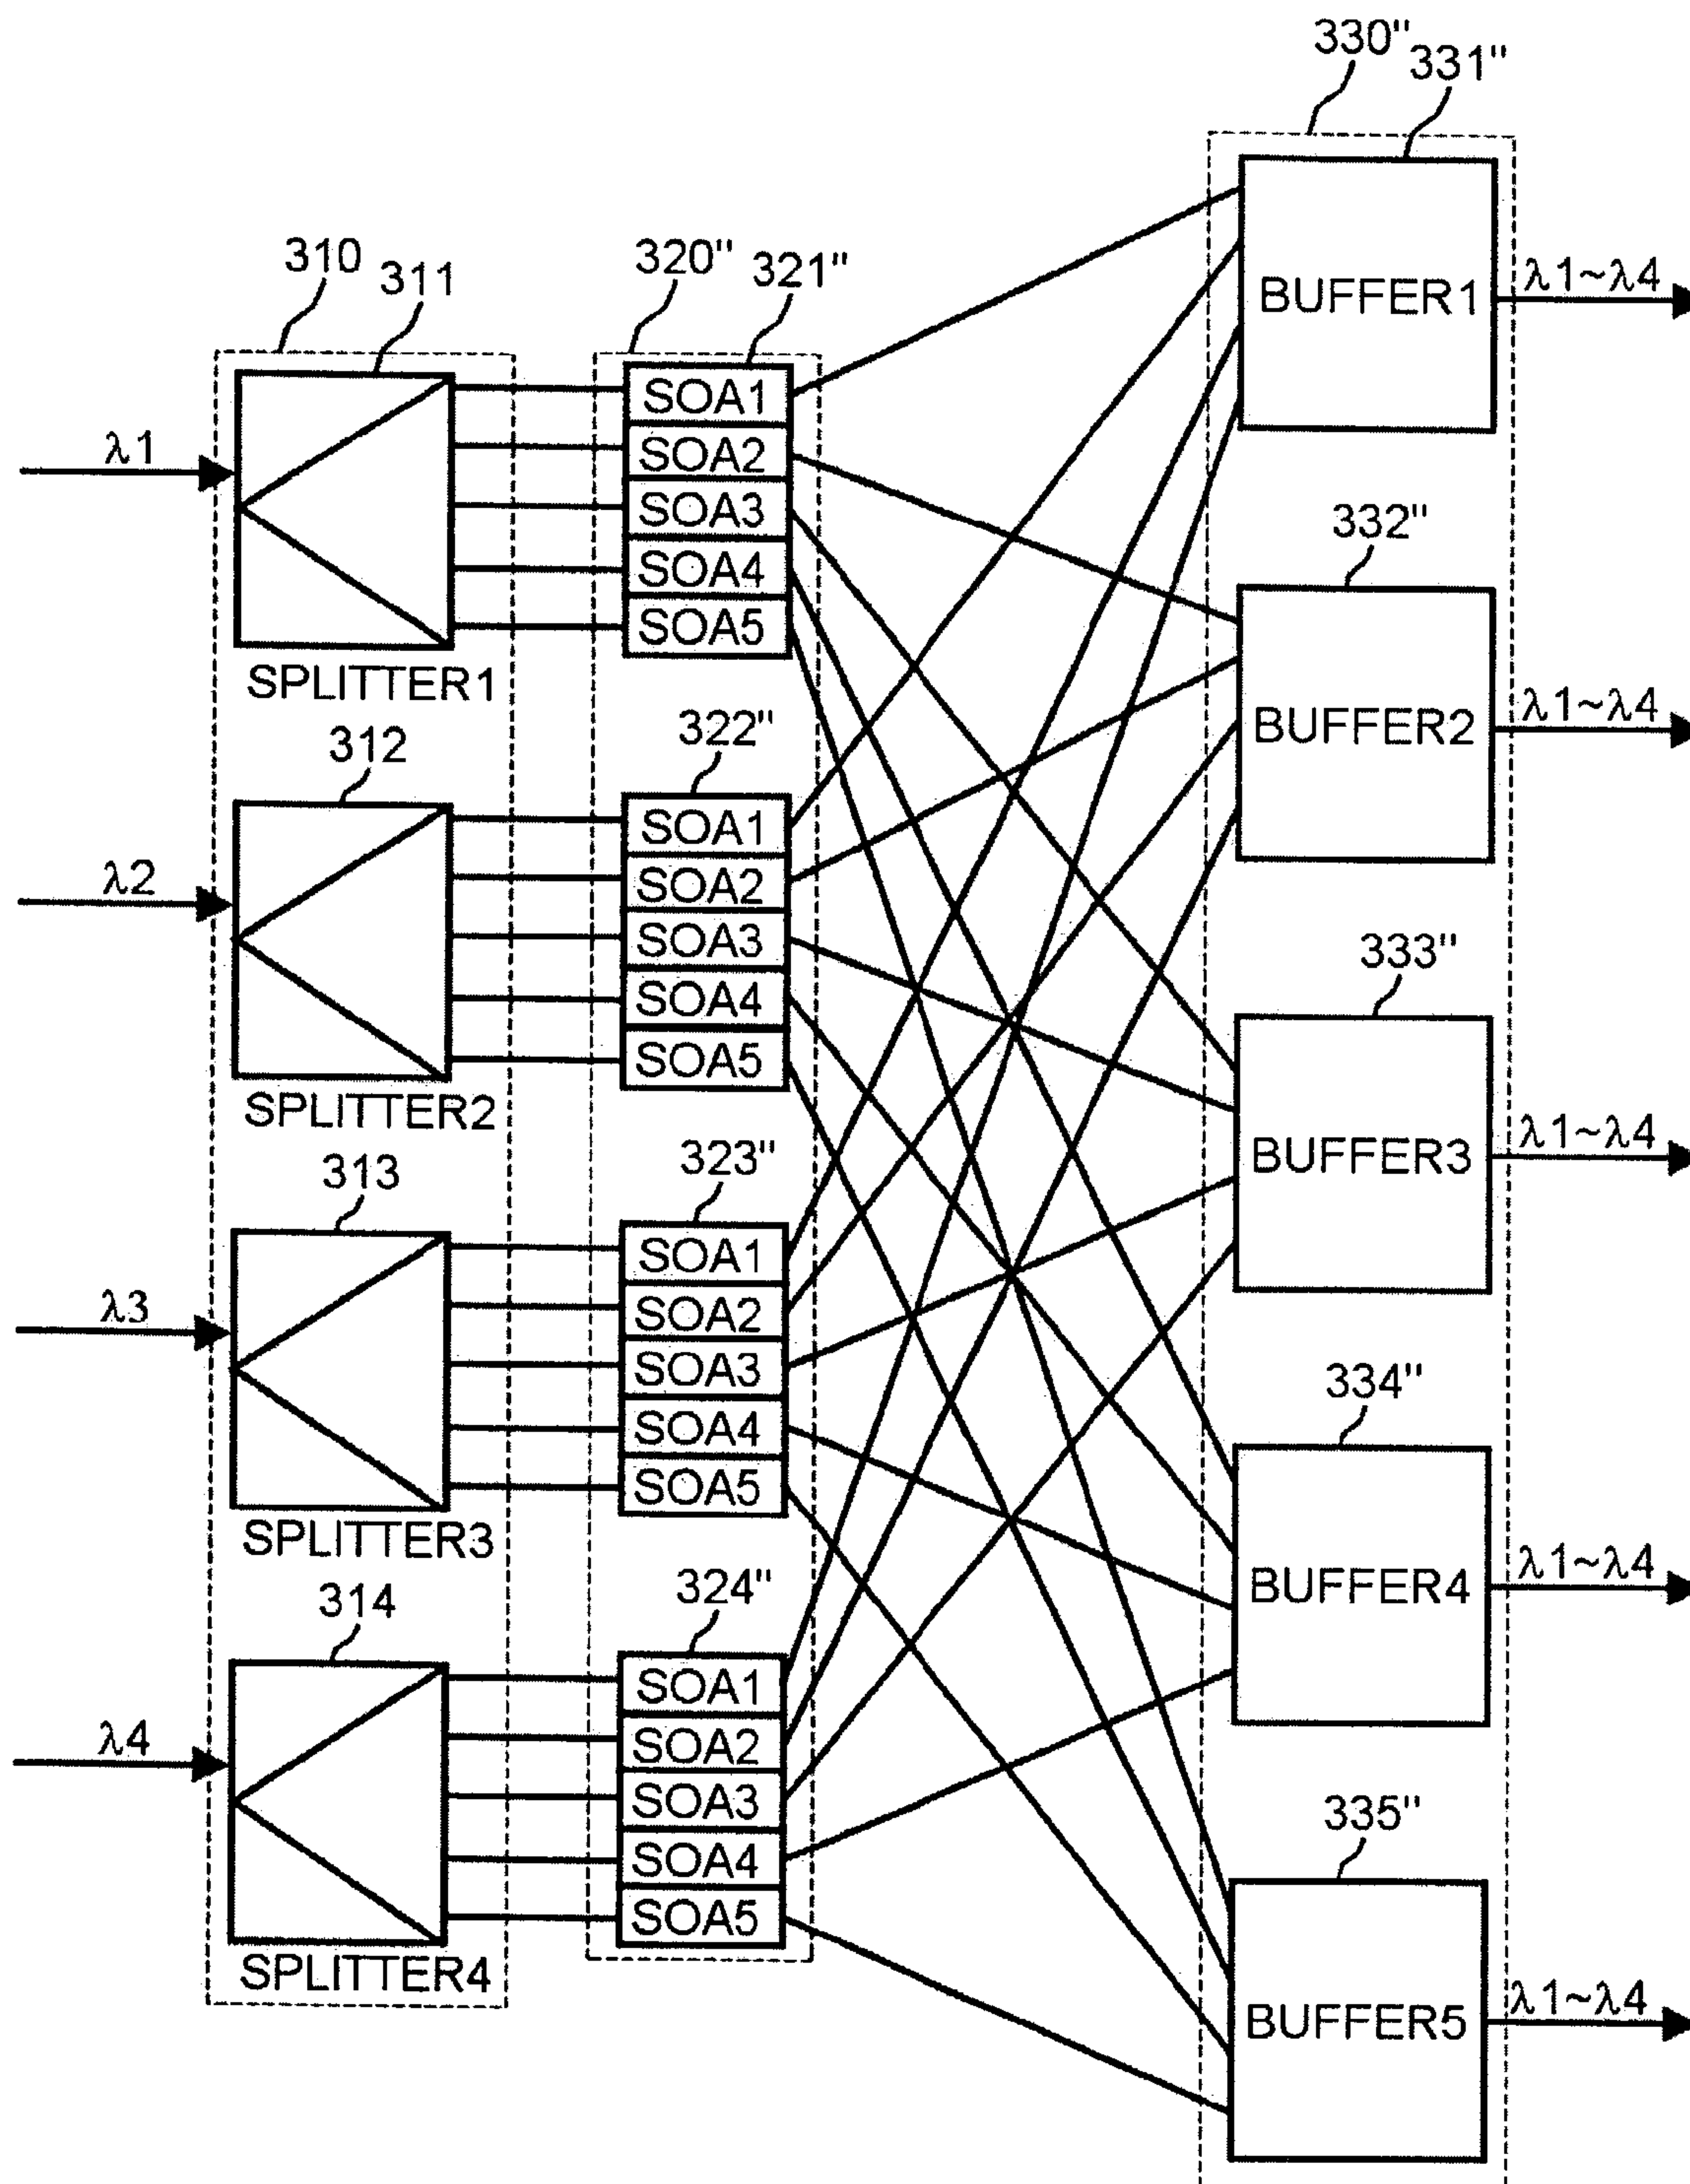 330"
331"
310
311
320"
321"
λ1
SOA1
SOA2
SOA3
SOA4
SOA5
SPLITTER1
BUFFER1
λ1~λ4
332"
BUFFER2
λ1~λ4
312
322"
λ2
SOA1
SOA2
SOA3
SOA4
SOA5
SPLITTER2
333"
BUFFER3
λ1~λ4
313
323"
λ3
SOA1
SOA2
SOA3
SOA4
SOA5
SPLITTER3
334"
BUFFER4
λ1~λ4
314
324"
λ4
SOA1
SOA2
SOA3
SOA4
SOA5
SPLITTER4
335"
BUFFER5
λ1~λ4